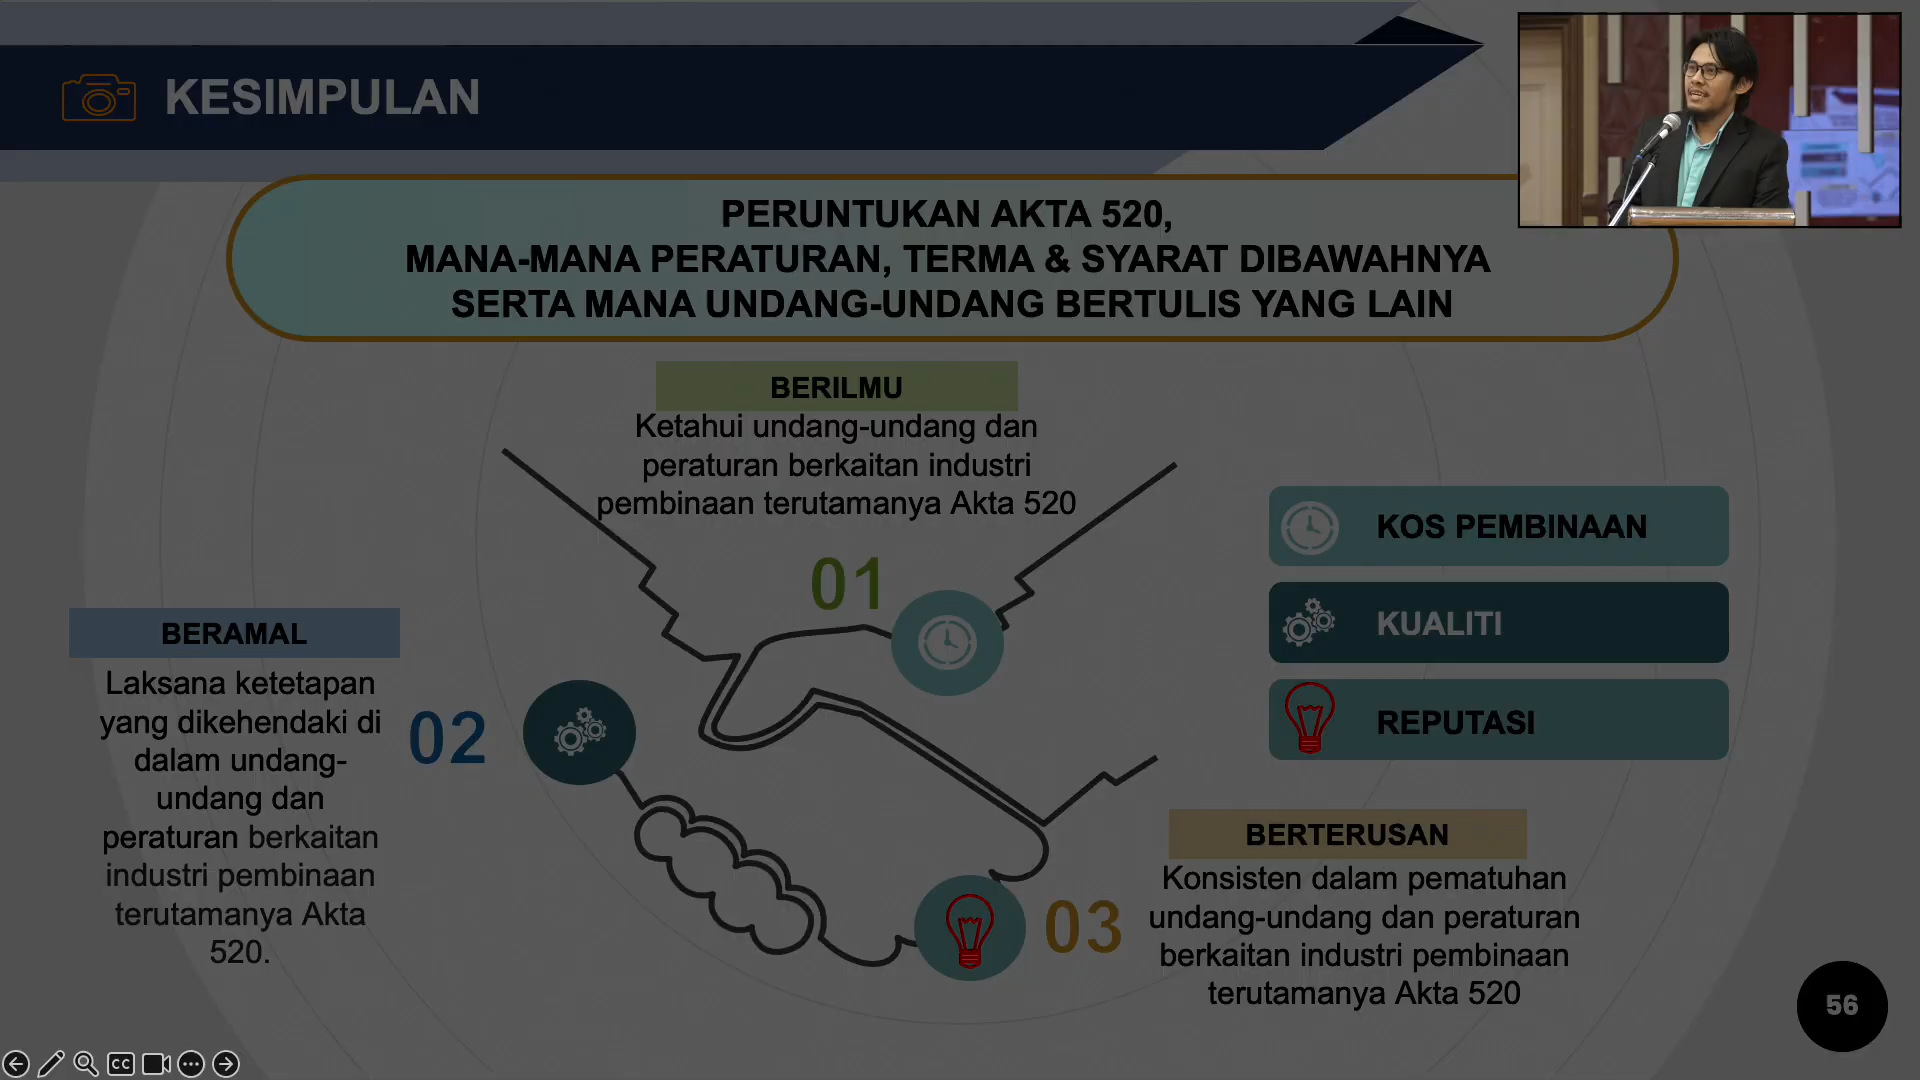 KESIMPULAN
PERUNTUKAN AKTA 520,
MANA-MANA PERATURAN, TERMA & SYARAT DIBAWAHNYA
SERTA MANA UNDANG-UNDANG BERTULIS YANG LAIN
BERILMU
Ketahui undang-undang dan
peraturan berkaitan industri
pembinaan terutamanya Akta 520
01
BERAMAL
Laksana ketetapan
yang dikehendaki di
dalam undang-
undang dan
peraturan berkaitan
industri pembinaan
terutamanya Akta
520.
02
KOS PEMBINAAN
KUALITI
REPUTASI
BERTERUSAN
03
Konsisten dalam pematuhan
undang-undang dan peraturan
berkaitan industri pembinaan
terutamanya Akta 520
56
CC